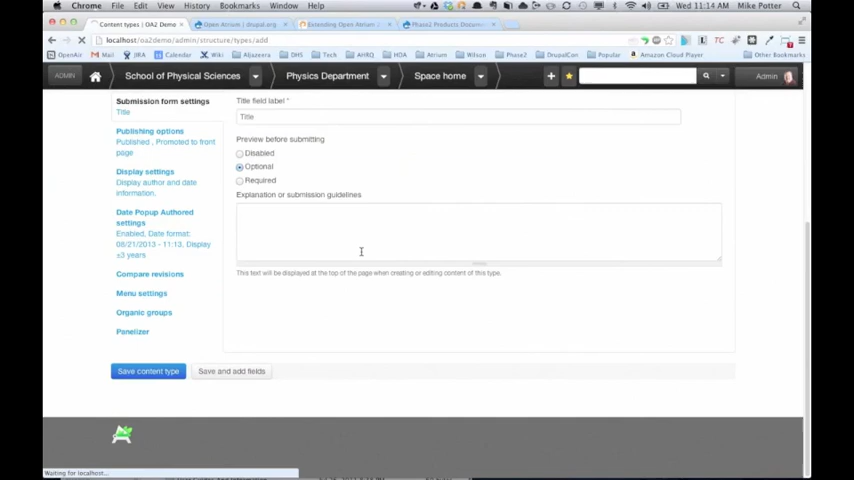 Chrome File Edit View History Bookmarks Window Help
Wed 11:14 AM Mike Potter
Content types | OA2 Demo
Open Atrium | drupal.org
Extending Open Atrium |
Phase2 Products Docume
localhost/oa2demo/admin/structure/types/add
OpenAir Mail JIRA Calendar Wiki Aljazeera DHS Tech AHRQ HDA Atrium Wilson Phase2 DrupalCon Popular Amazon Cloud Player Other Bookmarks
ADMIN School of Physical Sciences Physics Department Space home Admin
Submission form settings
Title
Publishing options
Published , Promoted to front
page
Display settings
Display author and date
information.
Date Popup Authored
settings
Enabled, Date format:
08/21/2013 - 11:13, Display
±3 years
Compare revisions
Menu settings
Organic groups
Panelizer
Title field label *
Title
Preview before submitting
Disabled
Optional
Required
Explanation or submission guidelines
This text will be displayed at the top of the page when creating or editing content of this type.
Save content type Save and add fields
Waiting for localhost...